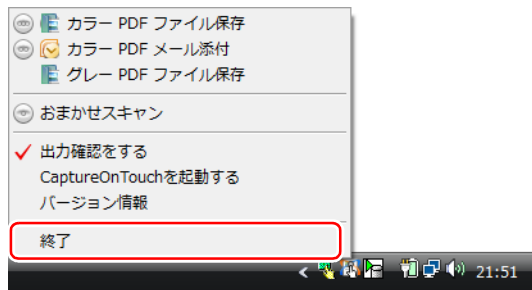 カラー PDF ファイル保存
カラー PDF メール添付
グレー PDF ファイル保存
おまかせスキャン
出力確認をする
CaptureOnTouchを起動する
バージョン情報
終了
21:51